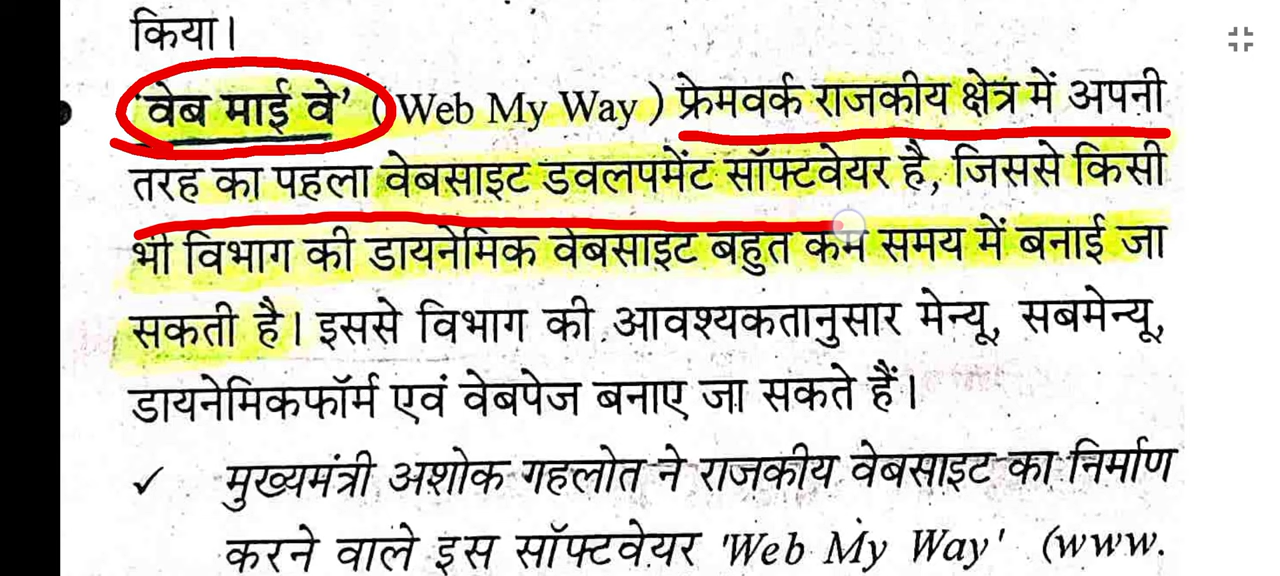 किया।
'वेब माई वे' (Web My Way) फ्रेमवर्क राजकीय क्षेत्र में अपनी
तरह का पहला वेबसाइट डवलपमेंट सॉफ्टवेयर है, जिससे किसी
भी विभाग की डायनेमिक वेबसाइट बहुत कम समय में बनाई जा
सकती है। इससे विभाग की आवश्यकतानुसार मेन्यू, सबमेन्यू,
डायनेमिकफॉर्म एवं वेबपेज बनाए जा सकते हैं।
✓ मुख्यमंत्री अशोक गहलोत ने राजकीय वेबसाइट का निर्माण
करने वाले इस सॉफ्टवेयर 'Web My Way' (www.